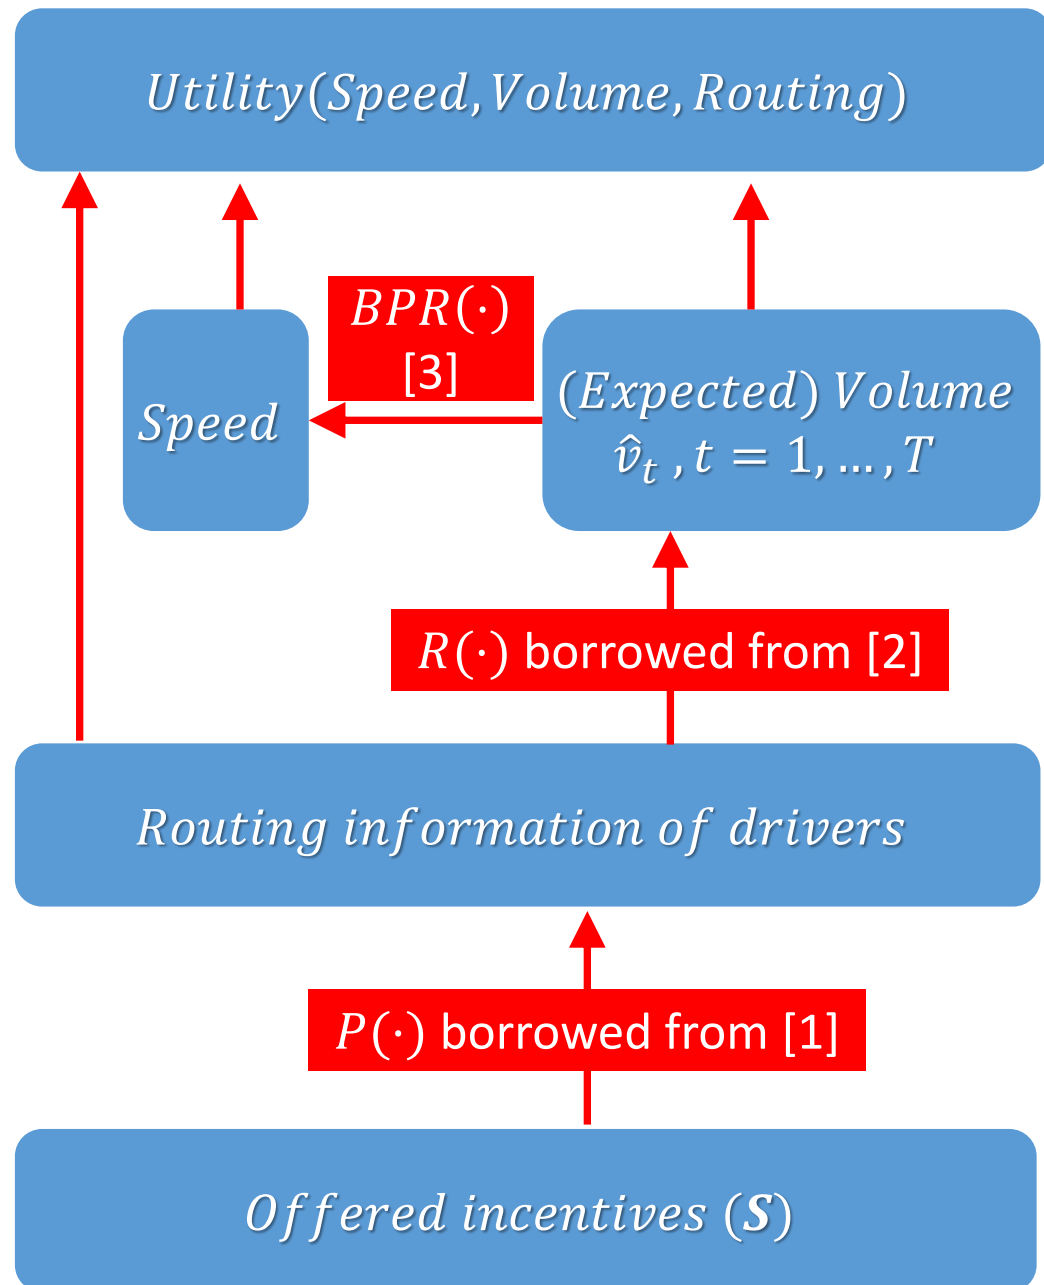 Utility(Speed, Volume, Routing)
BPR(·)
[3]
Speed
(Expected) Volume
v̂ₜ , t = 1, … , T
R(·) borrowed from [2]
Routing information of drivers
P(·) borrowed from [1]
Offered incentives (S)